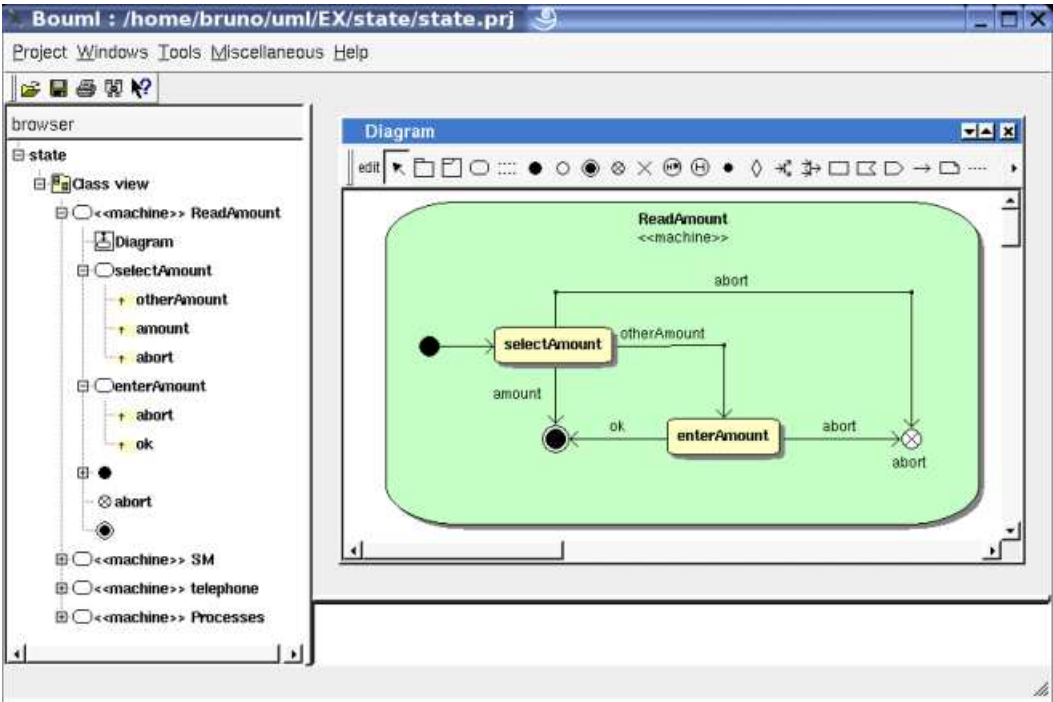 Bouml : /home/bruno/uml/EX/state/state.prj
Project Windows Tools Miscellaneous Help
browser
state
Class view
<<machine>> ReadAmount
Diagram
selectAmount
otherAmount
amount
abort
enterAmount
abort
ok
abort
<<machine>> SM
<<machine>> telephone
<<machine>> Processes
Diagram
edit
ReadAmount
<<machine>>
abort
otherAmount
selectAmount
amount
ok
enterAmount
abort
abort